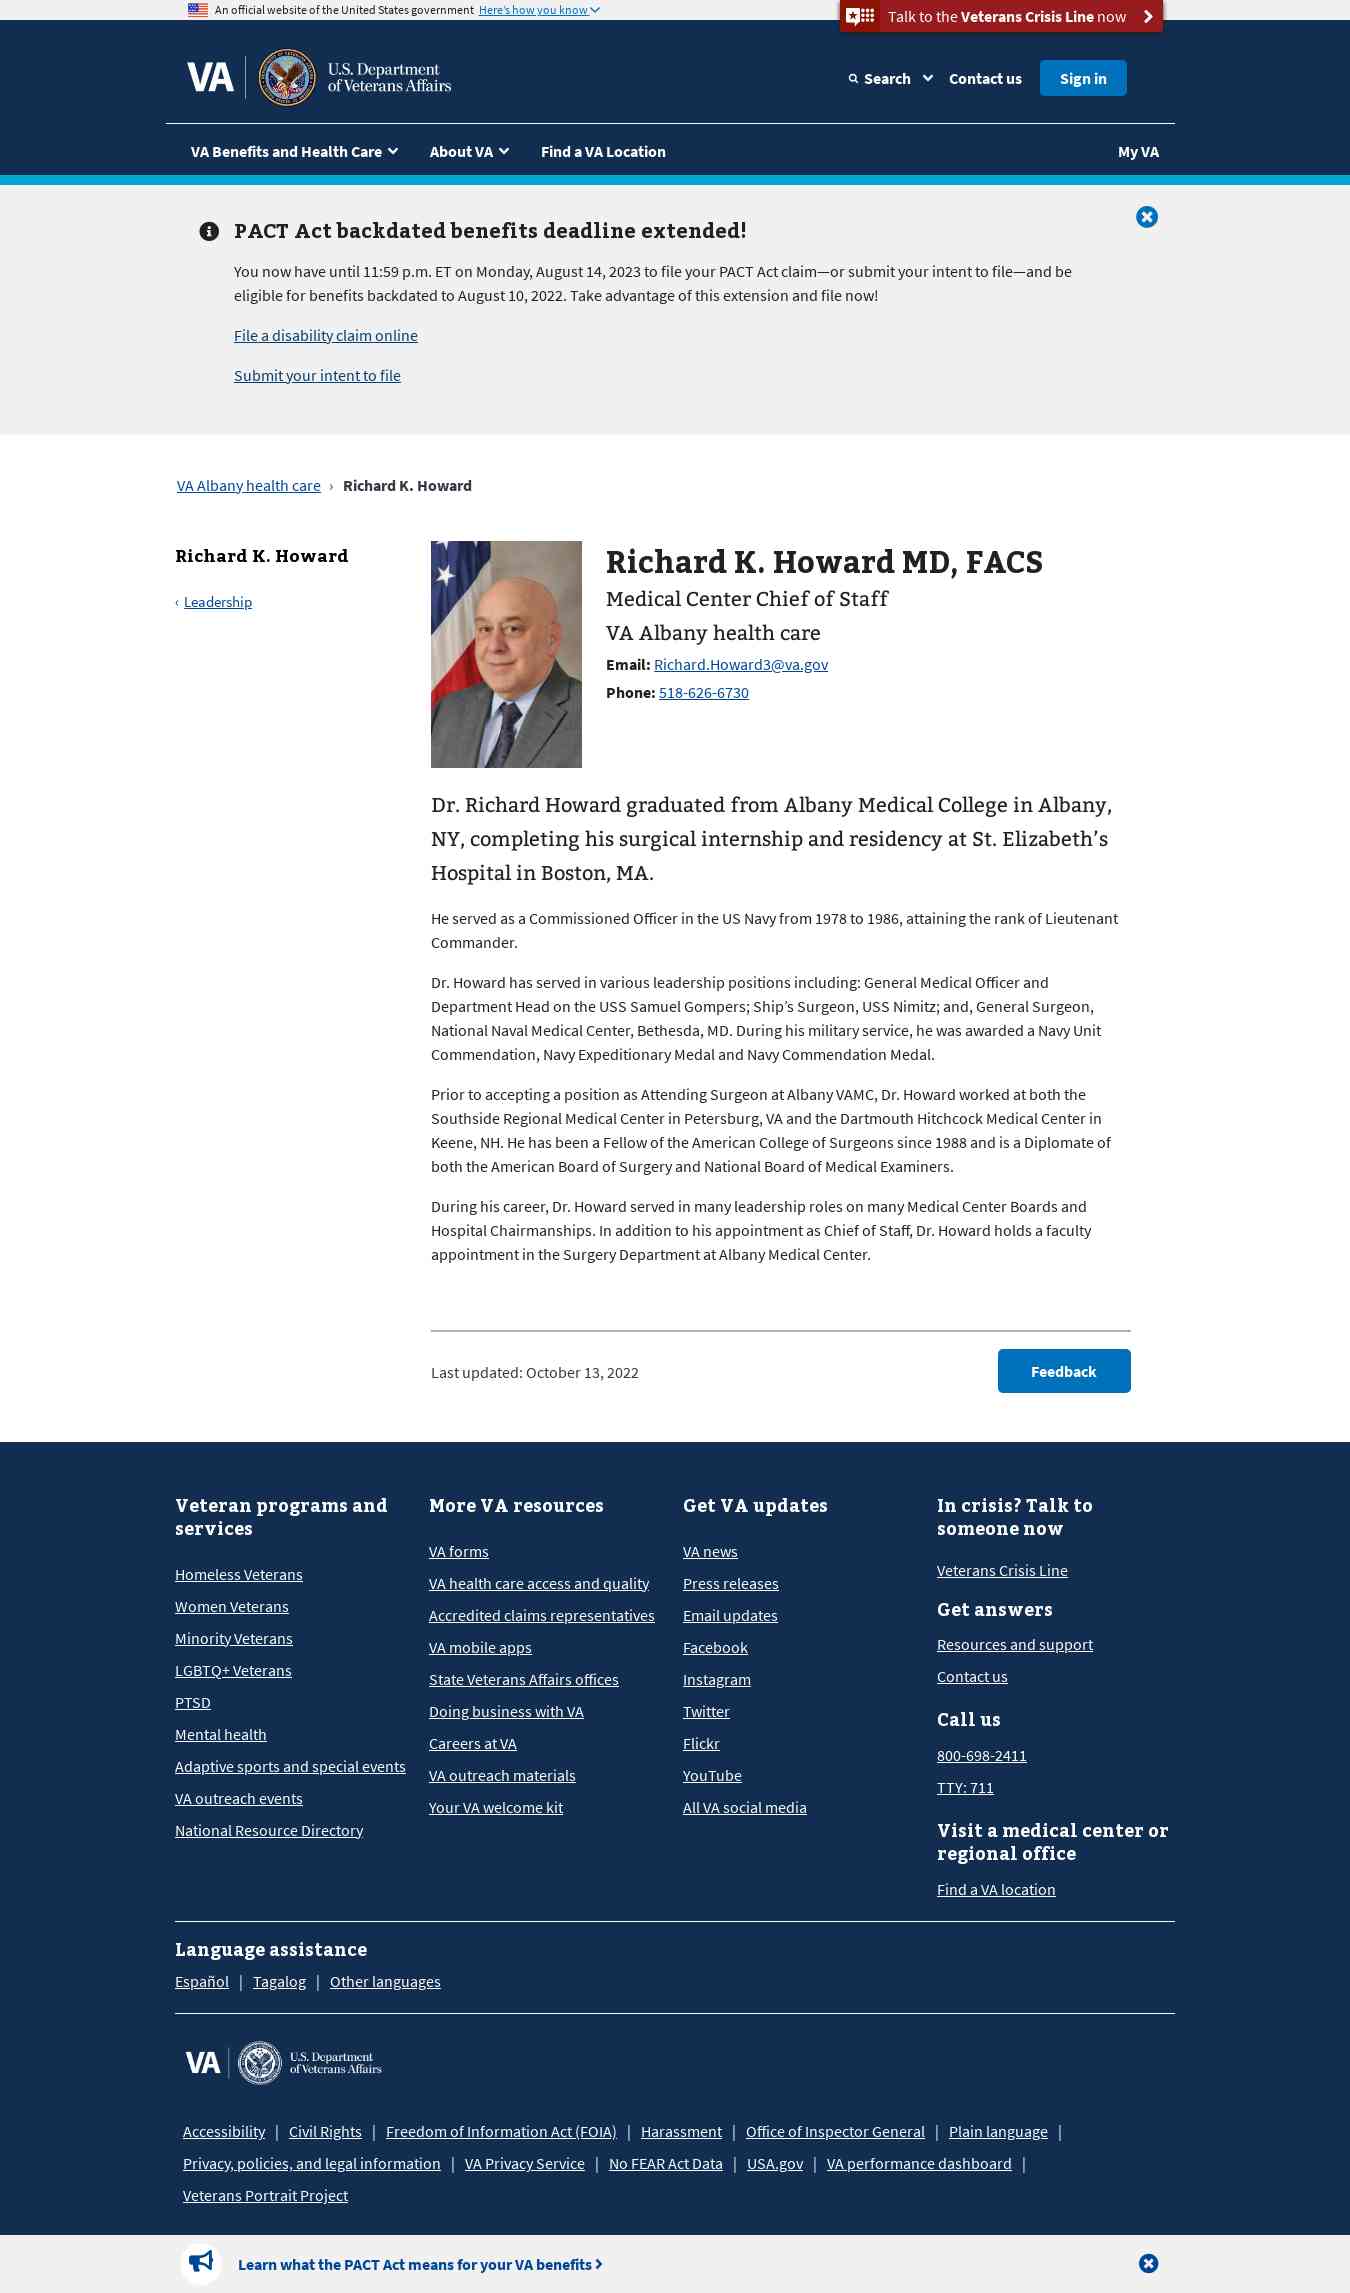 An official website of the United States government Here's how you know
Talk to the Veterans Crisis Line now
VA U.S. Department of Veterans Affairs
Search
Contact us
Sign in
VA Benefits and Health Care
About VA
Find a VA Location
My VA
PACT Act backdated benefits deadline extended!
You now have until 11:59 p.m. ET on Monday, August 14, 2023 to file your PACT Act claim—or submit your intent to file—and be
eligible for benefits backdated to August 10, 2022. Take advantage of this extension and file now!
File a disability claim online
Submit your intent to file
VA Albany health care › Richard K. Howard
Richard K. Howard
‹ Leadership
Richard K. Howard MD, FACS
Medical Center Chief of Staff
VA Albany health care
Email: Richard.Howard3@va.gov
Phone: 518-626-6730
Dr. Richard Howard graduated from Albany Medical College in Albany,
NY, completing his surgical internship and residency at St. Elizabeth's
Hospital in Boston, MA.
He served as a Commissioned Officer in the US Navy from 1978 to 1986, attaining the rank of Lieutenant
Commander.
Dr. Howard has served in various leadership positions including: General Medical Officer and
Department Head on the USS Samuel Gompers; Ship's Surgeon, USS Nimitz; and, General Surgeon,
National Naval Medical Center, Bethesda, MD. During his military service, he was awarded a Navy Unit
Commendation, Navy Expeditionary Medal and Navy Commendation Medal.
Prior to accepting a position as Attending Surgeon at Albany VAMC, Dr. Howard worked at both the
Southside Regional Medical Center in Petersburg, VA and the Dartmouth Hitchcock Medical Center in
Keene, NH. He has been a Fellow of the American College of Surgeons since 1988 and is a Diplomate of
both the American Board of Surgery and National Board of Medical Examiners.
During his career, Dr. Howard served in many leadership roles on many Medical Center Boards and
Hospital Chairmanships. In addition to his appointment as Chief of Staff, Dr. Howard holds a faculty
appointment in the Surgery Department at Albany Medical Center.
Last updated: October 13, 2022
Feedback
Veteran programs and
services
Homeless Veterans
Women Veterans
Minority Veterans
LGBTQ+ Veterans
PTSD
Mental health
Adaptive sports and special events
VA outreach events
National Resource Directory
More VA resources
VA forms
VA health care access and quality
Accredited claims representatives
VA mobile apps
State Veterans Affairs offices
Doing business with VA
Careers at VA
VA outreach materials
Your VA welcome kit
Get VA updates
VA news
Press releases
Email updates
Facebook
Instagram
Twitter
Flickr
YouTube
All VA social media
In crisis? Talk to
someone now
Veterans Crisis Line
Get answers
Resources and support
Contact us
Call us
800-698-2411
TTY: 711
Visit a medical center or
regional office
Find a VA location
Language assistance
Español | Tagalog | Other languages
VA U.S. Department of Veterans Affairs
Accessibility | Civil Rights | Freedom of Information Act (FOIA) | Harassment | Office of Inspector General | Plain language |
Privacy, policies, and legal information | VA Privacy Service | No FEAR Act Data | USA.gov | VA performance dashboard |
Veterans Portrait Project
Learn what the PACT Act means for your VA benefits